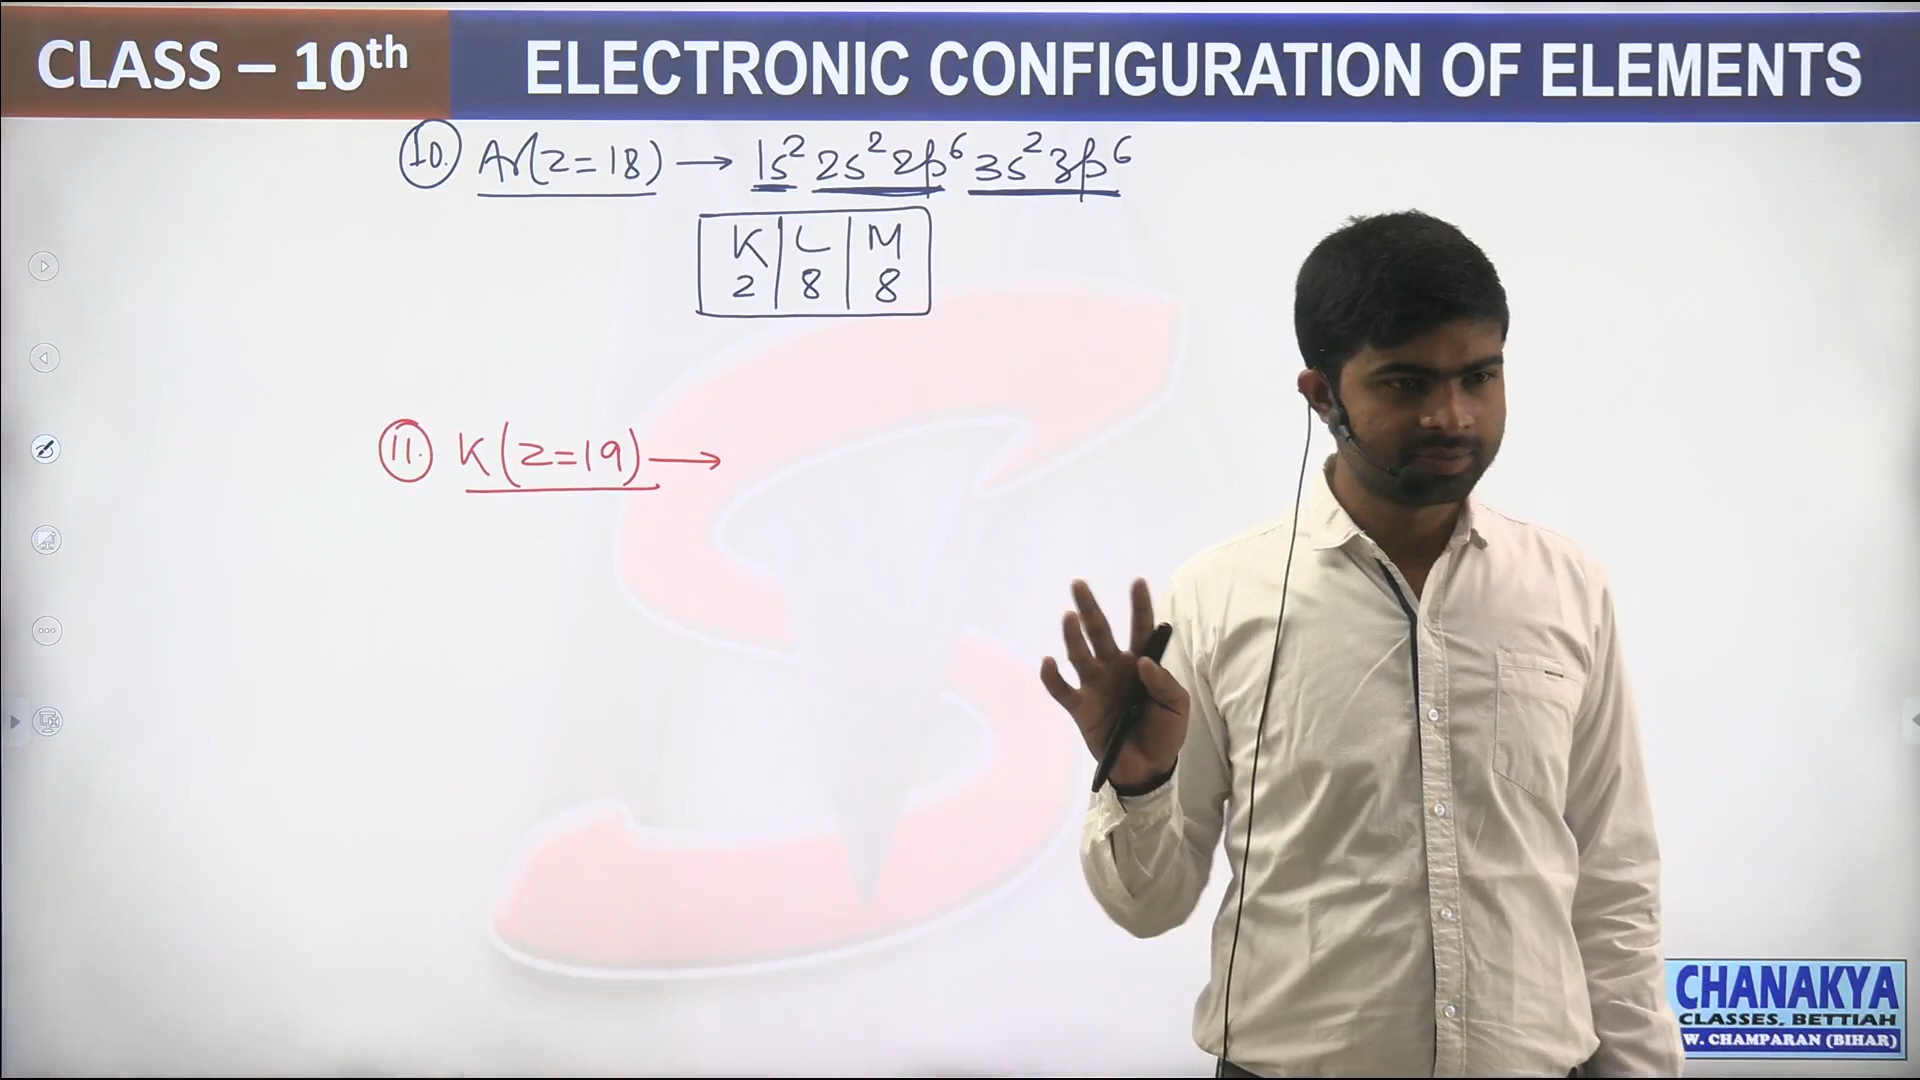 CLASS – 10th
ELECTRONIC CONFIGURATION OF ELEMENTS
10. Ar(Z=18) → 1s² 2s² 2p⁶ 3s² 3p⁶
K | L | M
2 | 8 | 8
11. K(Z=19) →
CHANAKYA
CLASSES, BETTIAH
W. CHAMPARAN (BIHAR)